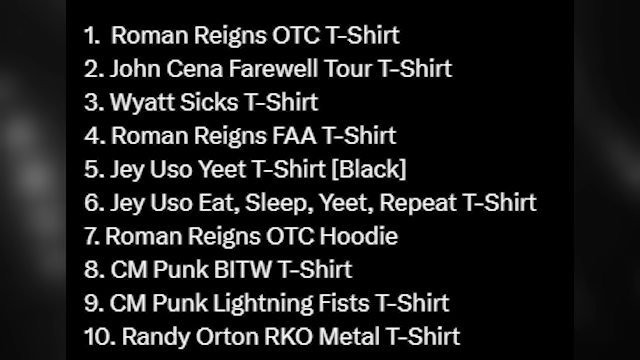 1. Roman Reigns OTC T-Shirt
2. John Cena Farewell Tour T-Shirt
3. Wyatt Sicks T-Shirt
4. Roman Reigns FAA T-Shirt
5. Jey Uso Yeet T-Shirt [Black]
6. Jey Uso Eat, Sleep, Yeet, Repeat T-Shirt
7. Roman Reigns OTC Hoodie
8. CM Punk BITW T-Shirt
9. CM Punk Lightning Fists T-Shirt
10. Randy Orton RKO Metal T-Shirt